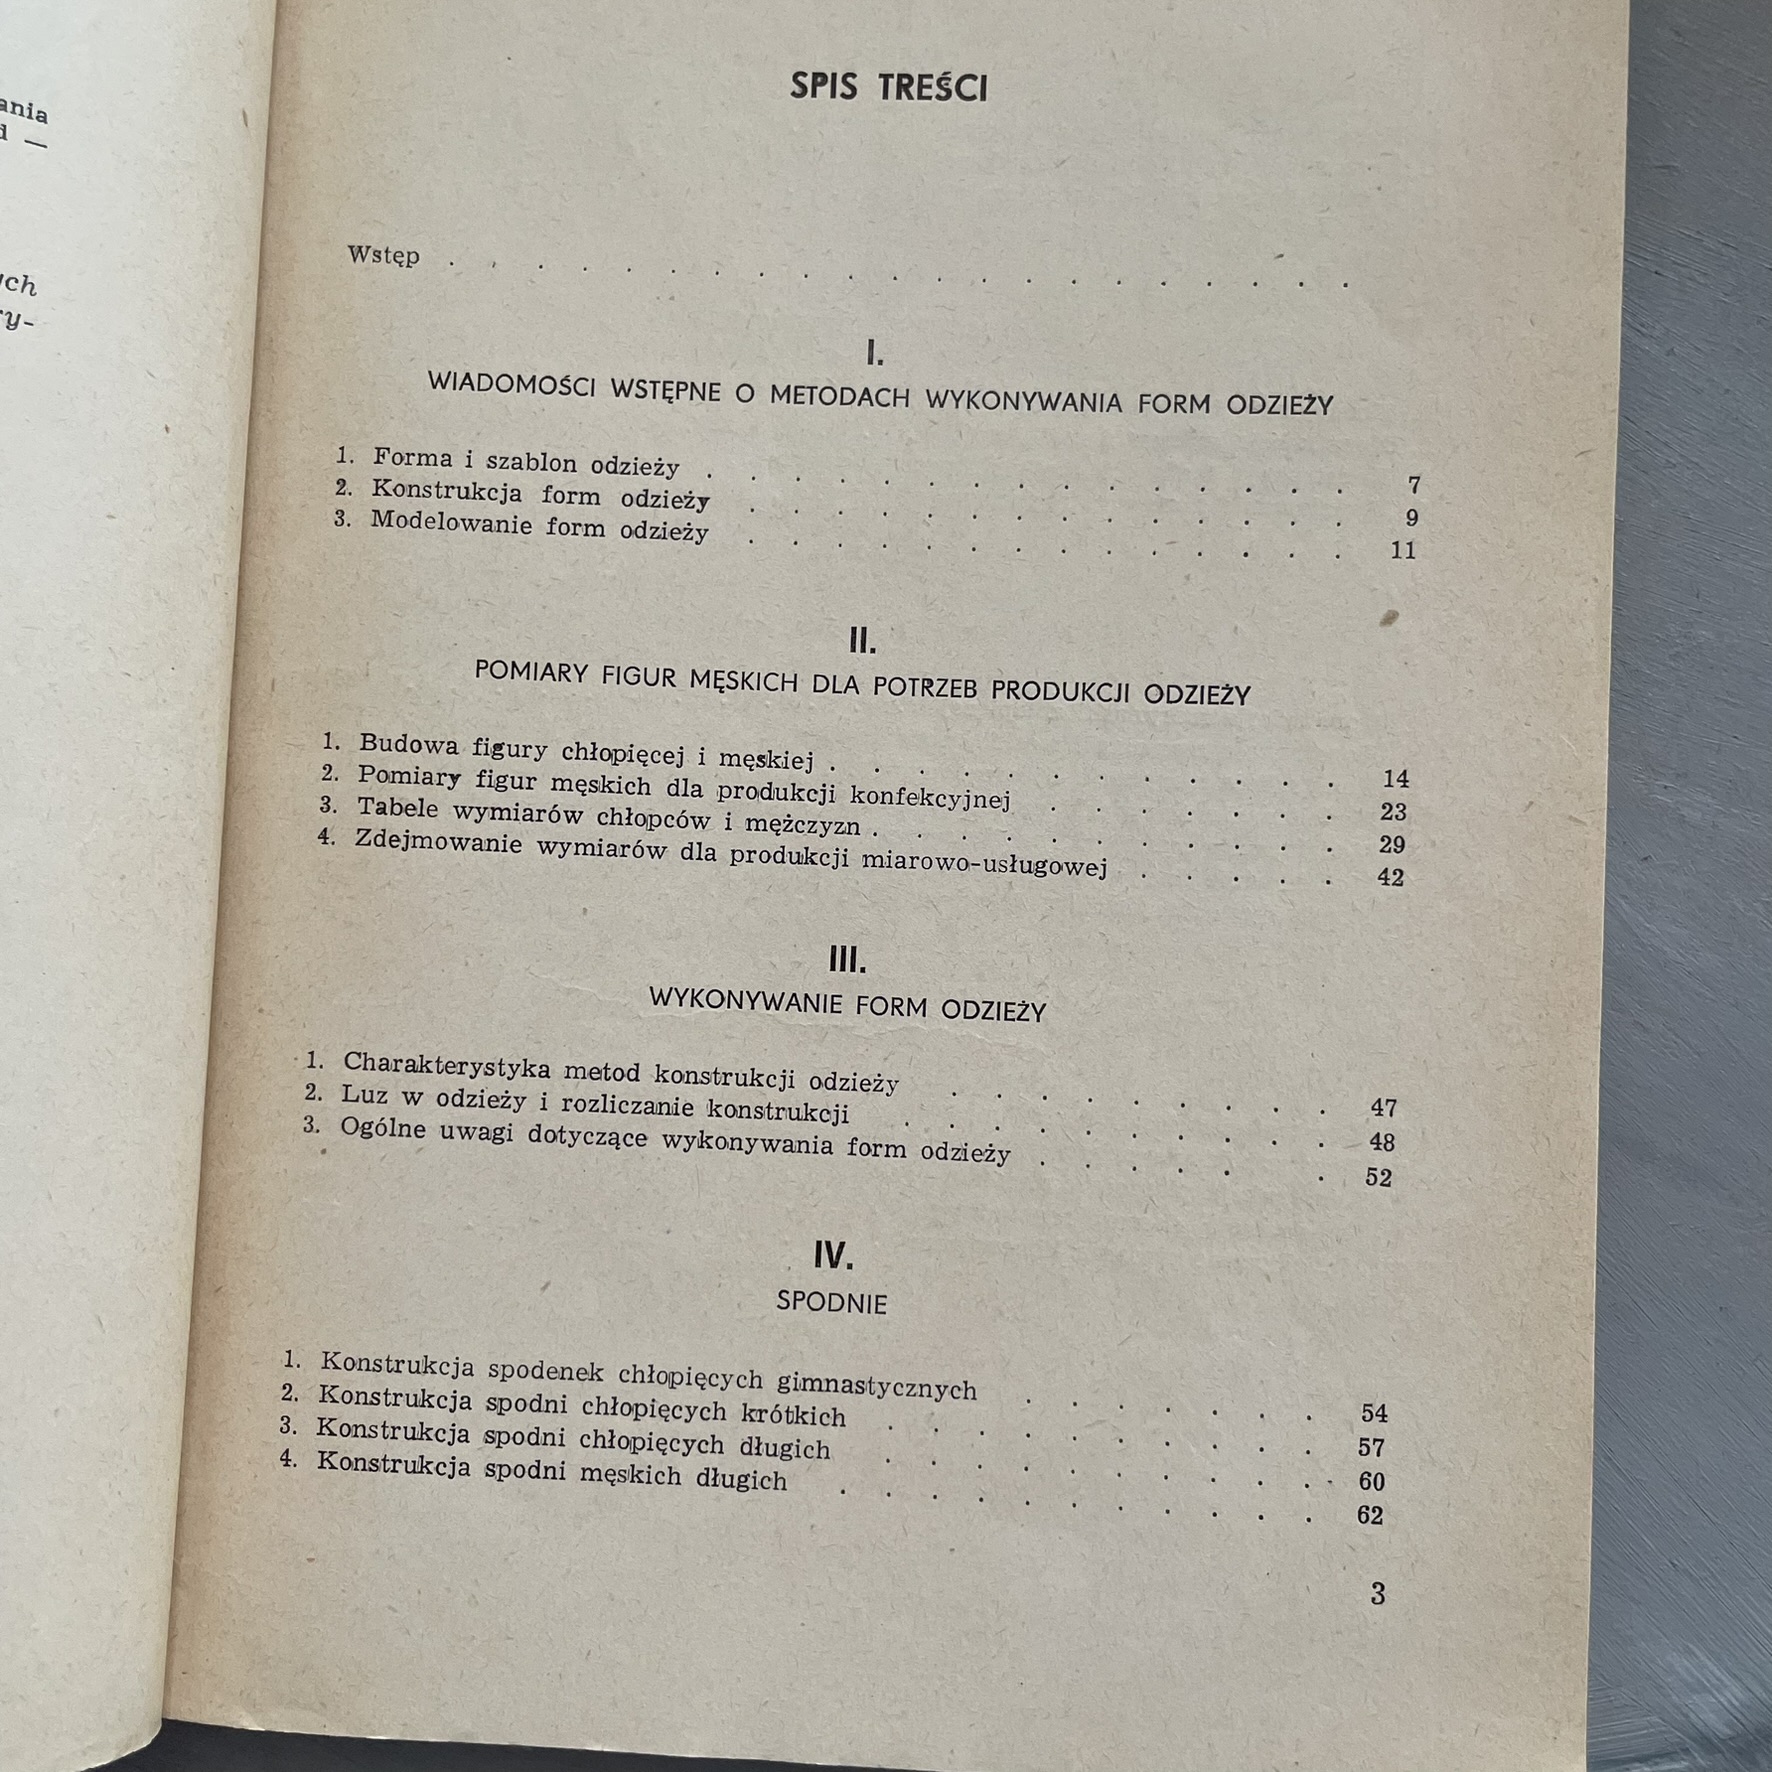 ania
d —
ych
ry-
SPIS TREŚCI
Wstęp . . . . . . . . . . . . . . . . . . . . .
I.
WIADOMOŚCI WSTĘPNE O METODACH WYKONYWANIA FORM ODZIEŻY
1. Forma i szablon odzieży . . . . . . . . . . . . . . . 7
2. Konstrukcja form odzieży . . . . . . . . . . . . . . 9
3. Modelowanie form odzieży . . . . . . . . . . . . . . 11
II.
POMIARY FIGUR MĘSKICH DLA POTRZEB PRODUKCJI ODZIEŻY
1. Budowa figury chłopięcej i męskiej . . . . . . . . . . . . 14
2. Pomiary figur męskich dla produkcji konfekcyjnej . . . . . . . 23
3. Tabele wymiarów chłopców i mężczyzn . . . . . . . . . . . 29
4. Zdejmowanie wymiarów dla produkcji miarowo-usługowej . . . . . 42
III.
WYKONYWANIE FORM ODZIEŻY
1. Charakterystyka metod konstrukcji odzieży . . . . . . . . . 47
2. Luz w odzieży i rozliczanie konstrukcji . . . . . . . . . . 48
3. Ogólne uwagi dotyczące wykonywania form odzieży . . . . . . 52
IV.
SPODNIE
1. Konstrukcja spodenek chłopięcych gimnastycznych . . . . . . . 54
2. Konstrukcja spodni chłopięcych krótkich . . . . . . . . . . 57
3. Konstrukcja spodni chłopięcych długich . . . . . . . . . . 60
4. Konstrukcja spodni męskich długich . . . . . . . . . . . 62
3